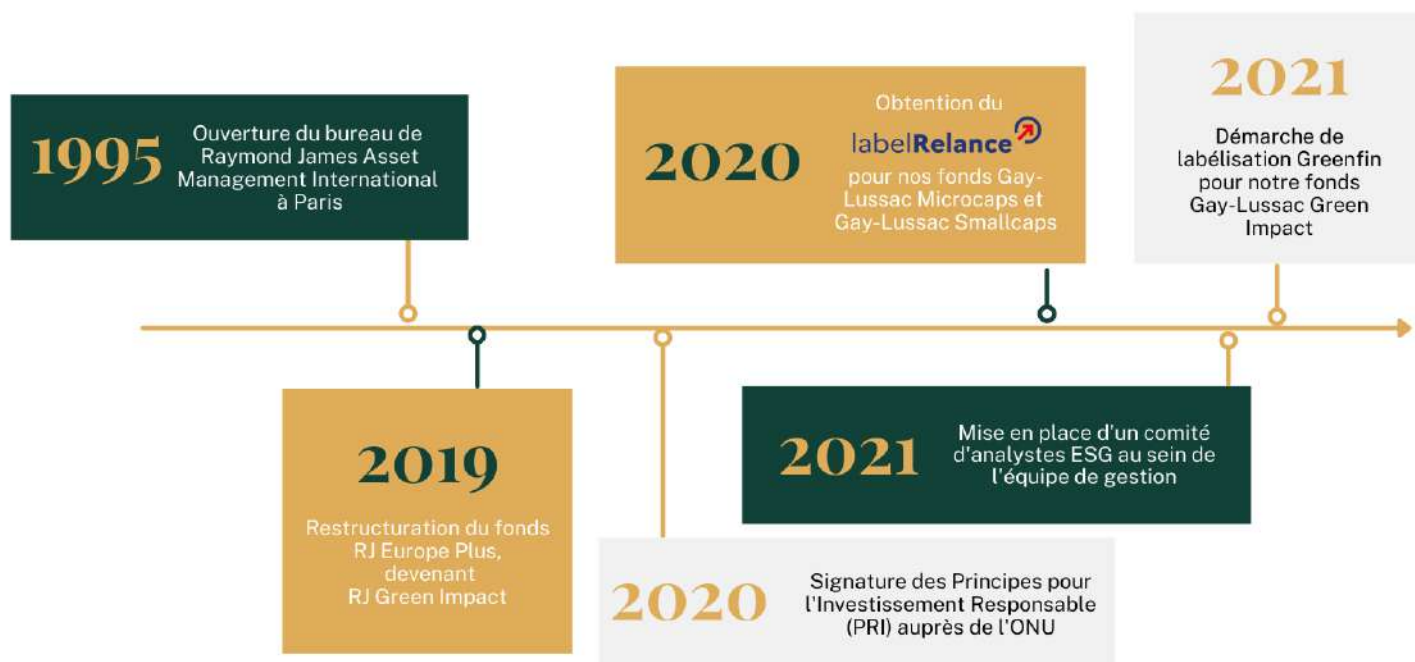 1995
Ouverture du bureau de
Raymond James Asset
Management International
à Paris
2019
Restructuration du fonds
RJ Europe Plus,
devenant
RJ Green Impact
2020
Signature des Principes pour
l'Investissement Responsable
(PRI) auprès de l'ONU
2020
Obtention du
labelRelance
pour nos fonds Gay-
Lussac Microcaps et
Gay-Lussac Smallcaps
2021
Mise en place d'un comité
d'analystes ESG au sein de
l'équipe de gestion
2021
Démarche de
labélisation Greenfin
pour notre fonds
Gay-Lussac Green
Impact